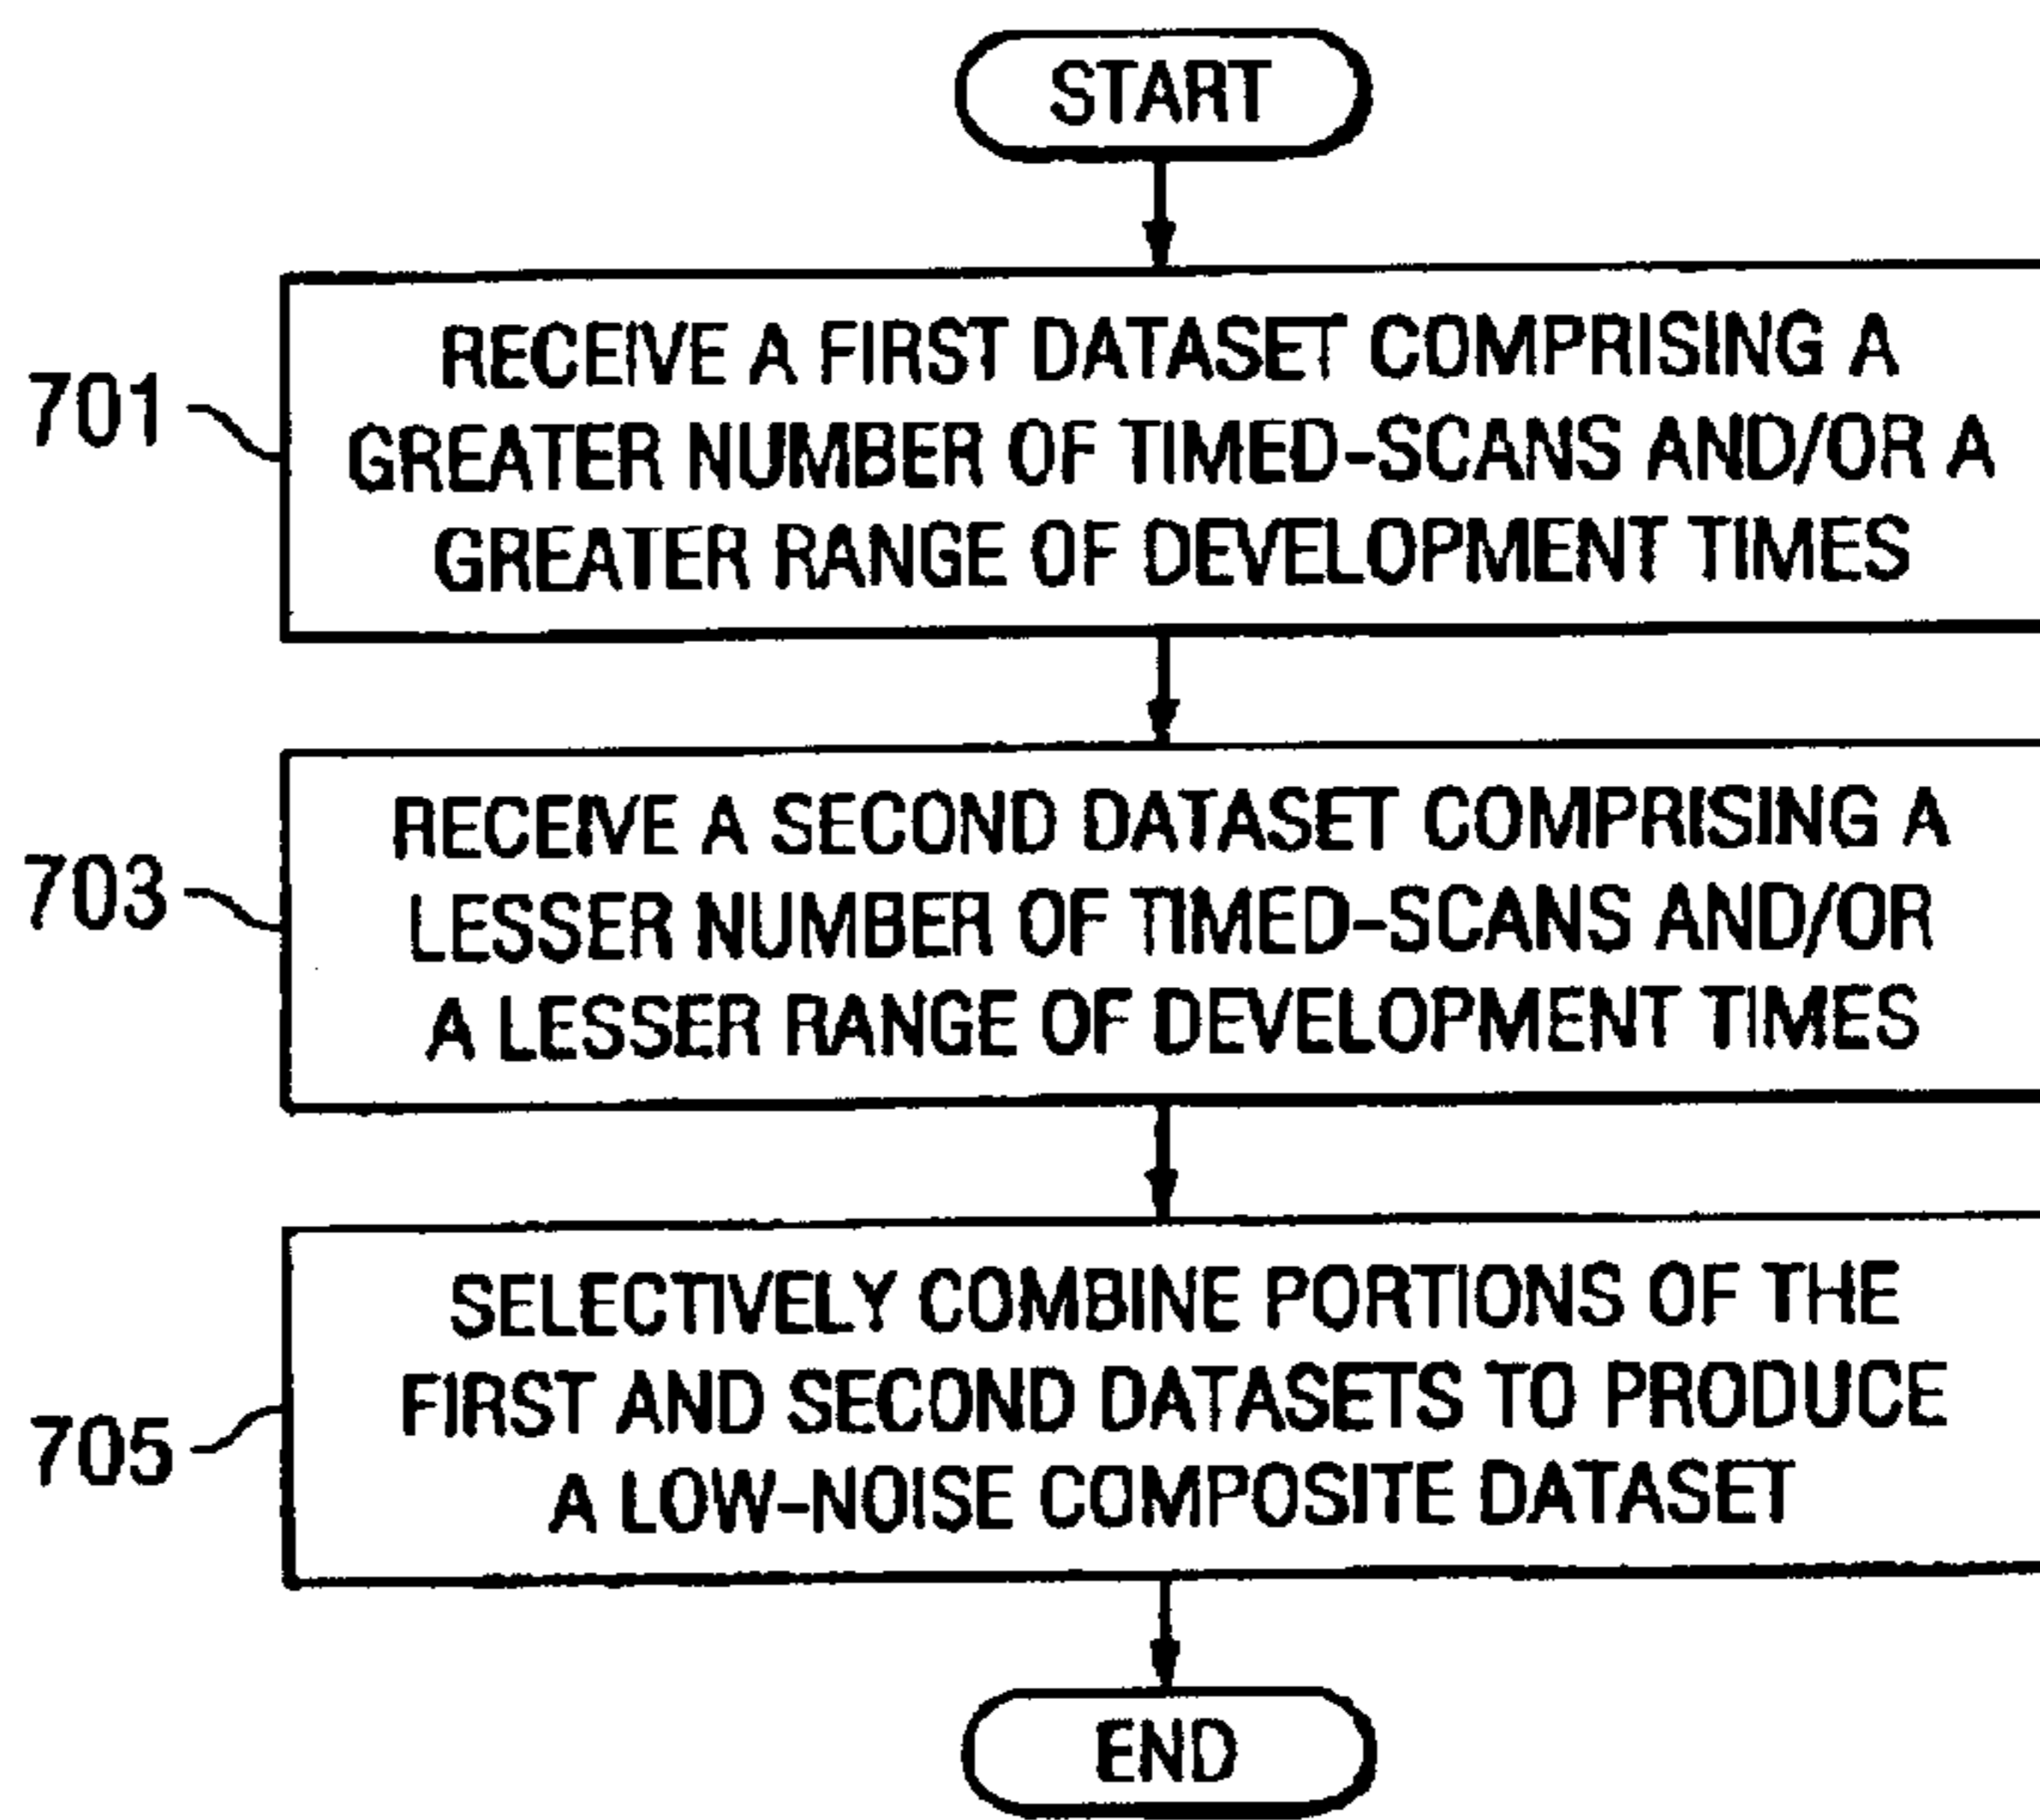 START
701
RECEIVE A FIRST DATASET COMPRISING A
GREATER NUMBER OF TIMED-SCANS AND/OR A
GREATER RANGE OF DEVELOPMENT TIMES
703
RECEIVE A SECOND DATASET COMPRISING A
LESSER NUMBER OF TIMED-SCANS AND/OR
A LESSER RANGE OF DEVELOPMENT TIMES
705
SELECTIVELY COMBINE PORTIONS OF THE
FIRST AND SECOND DATASETS TO PRODUCE
A LOW-NOISE COMPOSITE DATASET
END